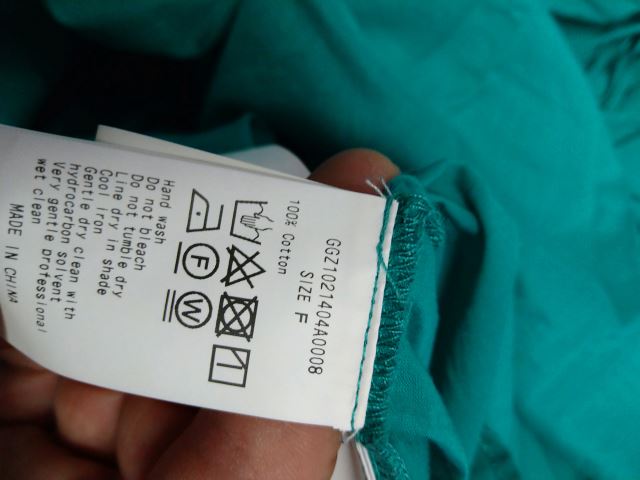 GGZ1021404A0008
SIZE F
100% Cotton
Hand wash
Do not bleach
Do not tumble dry
Line dry in shade
Cool iron
Gentle dry clean with
hydrocarbon solvent
Very gentle professional
wet clean
MADE IN CHINA
F
W